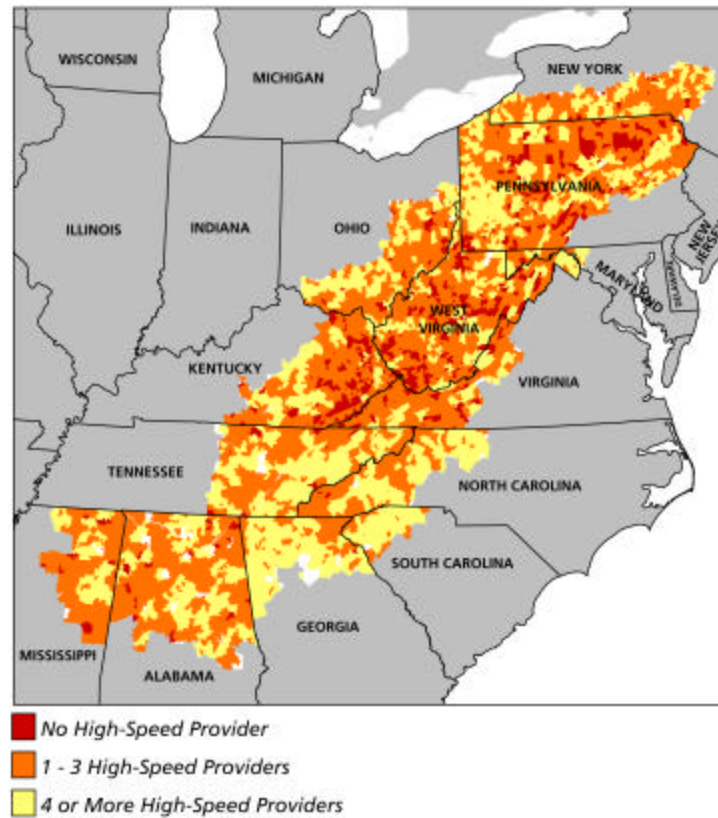 WISCONSIN
MICHIGAN
NEW YORK
PENNSYLVANIA
ILLINOIS
INDIANA
OHIO
NEW JERSEY
MARYLAND
DELAWARE
WEST
VIRGINIA
KENTUCKY
VIRGINIA
TENNESSEE
NORTH CAROLINA
SOUTH CAROLINA
GEORGIA
MISSISSIPPI
ALABAMA
No High-Speed Provider
1 - 3 High-Speed Providers
4 or More High-Speed Providers